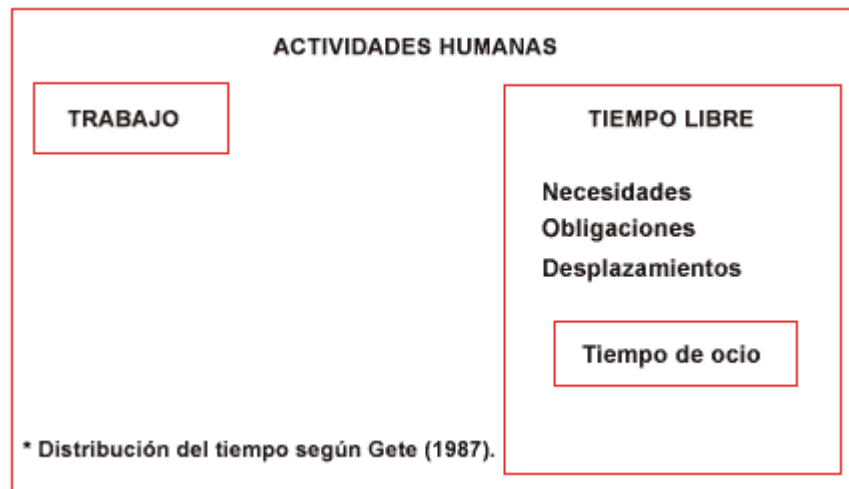 ACTIVIDADES HUMANAS
TRABAJO
TIEMPO LIBRE
Necesidades
Obligaciones
Desplazamientos
Tiempo de ocio
* Distribución del tiempo según Gete (1987).